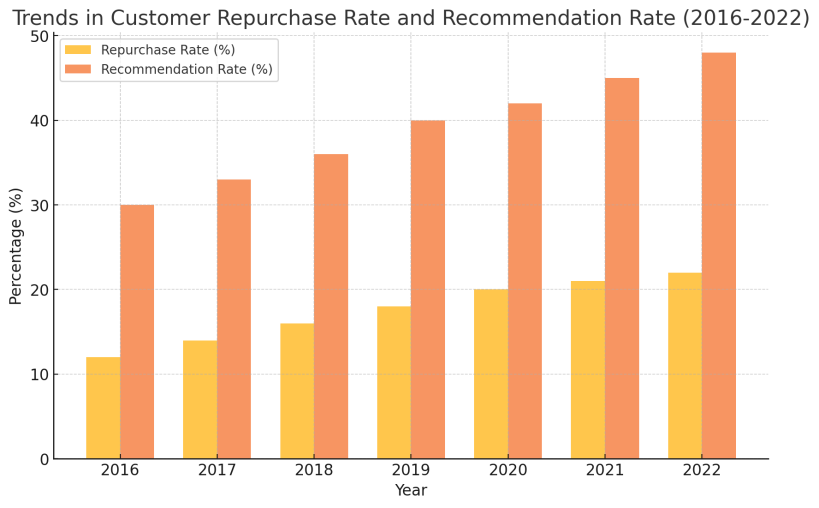 Trends in Customer Repurchase Rate and Recommendation Rate (2016-2022)
Repurchase Rate (%)
Recommendation Rate (%)
Percentage (%)
50
40
30
20
10
0
2016 2017 2018 2019 2020 2021 2022
Year